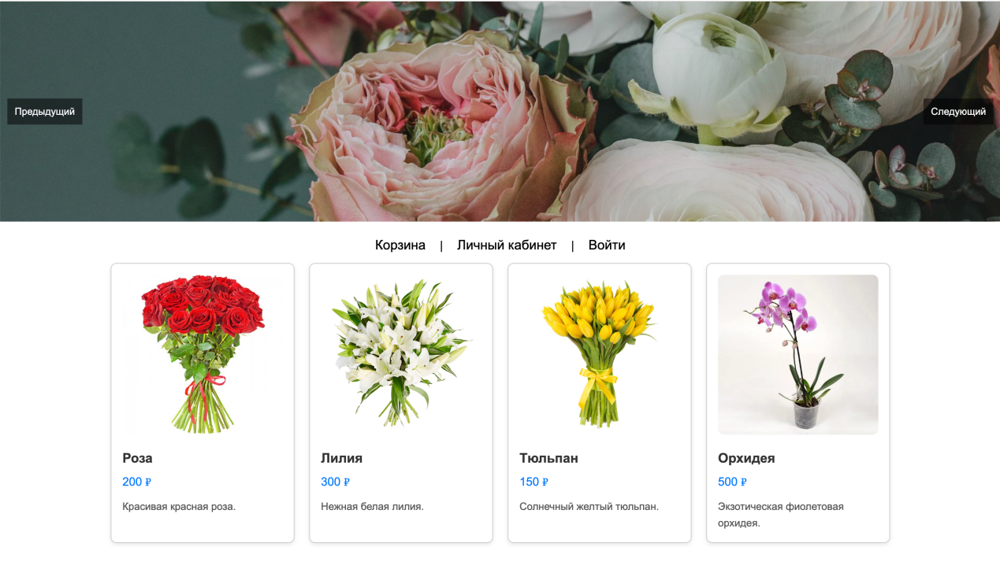 Предыдущий
Следующий
Корзина | Личный кабинет | Войти
Роза
200 ₽
Красивая красная роза.
Лилия
300 ₽
Нежная белая лилия.
Тюльпан
150 ₽
Солнечный желтый тюльпан.
Орхидея
500 ₽
Экзотическая фиолетовая
орхидея.